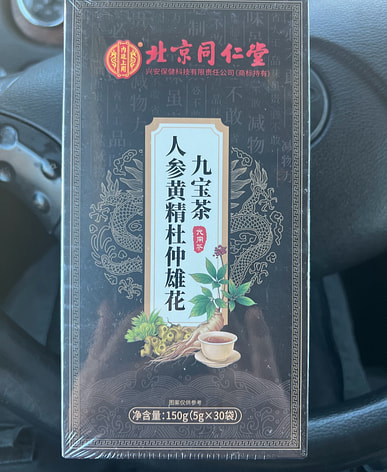 北京同仁堂
兴安保健科技有限责任公司(商标持有)
人参黄精杜仲雄花
九宝茶
代用茶
图案仅供参考
净含量:150g(5g×30袋)